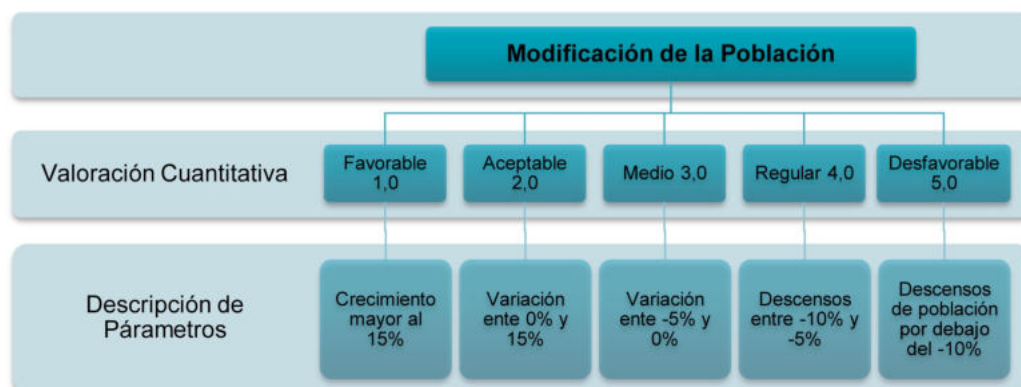 Modificación de la Población
Valoración Cuantitativa
Favorable
1,0
Aceptable
2,0
Medio 3,0
Regular 4,0
Desfavorable
5,0
Descripción de
Párametros
Crecimiento
mayor al
15%
Variación
ente 0% y
15%
Variación
ente -5% y
0%
Descensos
entre -10% y
-5%
Descensos
de población
por debajo
del -10%